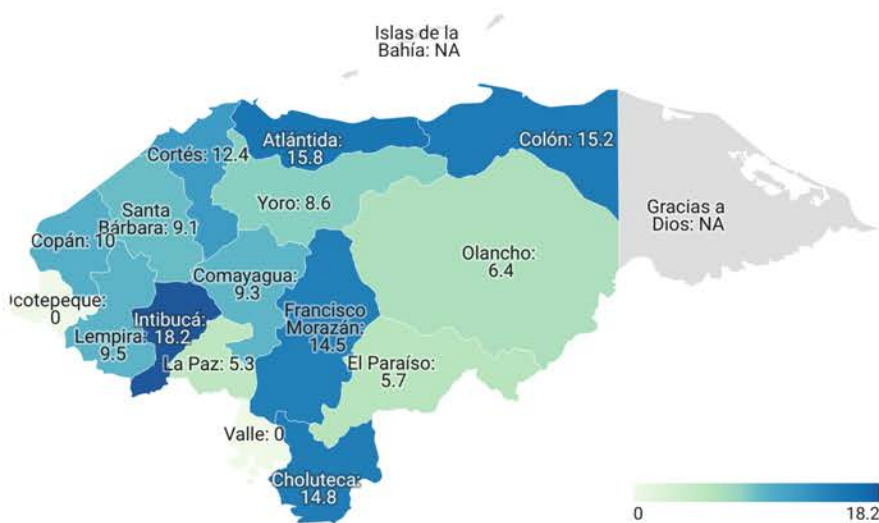 Islas de la
Bahía: NA
Atlántida:
15.8
Colón: 15.2
Cortés: 12.4
Yoro: 8.6
Santa
Bárbara: 9.1
Gracias a
Dios: NA
Copán: 10
Olancho:
6.4
Comayagua:
9.3
Ocotepeque:
0
Intibucá:
18.2
Francisco
Morazán:
14.5
Lempira:
9.5
La Paz: 5.3
El Paraíso:
5.7
Valle: 0
Choluteca:
14.8
0
18.2